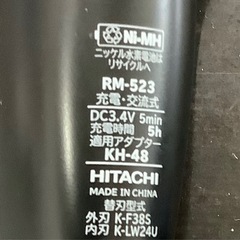 Ni-MH
ニッケル水素電池は
リサイクルへ
RM-523
充電・交流式
DC3.4V 5min
充電時間 5h
適用アダプター
KH-48
HITACHI
MADE IN CHINA
替刃型式
外刃 K-F38S
内刃 K-LW24U